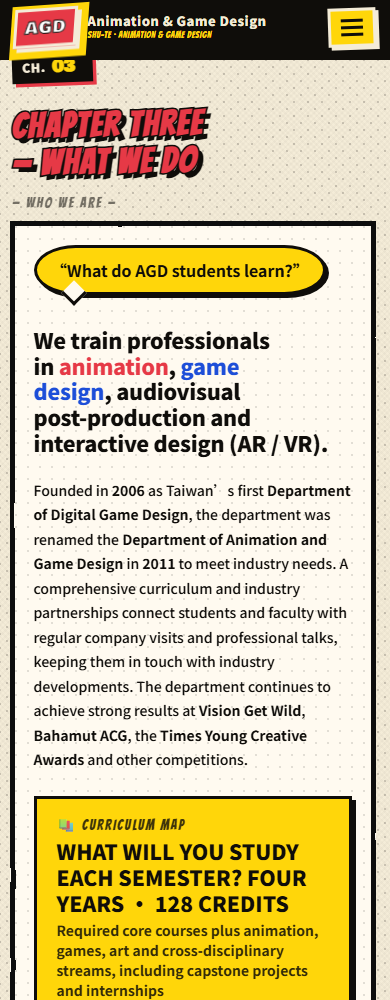 AGD
Animation & Game Design
SHU-TE • ANIMATION & GAME DESIGN
CH. 03
CHAPTER THREE
— WHAT WE DO
— WHO WE ARE —
“What do AGD students learn?”
We train professionals
in animation, game
design, audiovisual
post-production and
interactive design (AR / VR).
Founded in 2006 as Taiwan’s first Department
of Digital Game Design, the department was
renamed the Department of Animation and
Game Design in 2011 to meet industry needs. A
comprehensive curriculum and industry
partnerships connect students and faculty with
regular company visits and professional talks,
keeping them in touch with industry
developments. The department continues to
achieve strong results at Vision Get Wild,
Bahamut ACG, the Times Young Creative
Awards and other competitions.
CURRICULUM MAP
WHAT WILL YOU STUDY
EACH SEMESTER? FOUR
YEARS • 128 CREDITS
Required core courses plus animation,
games, art and cross-disciplinary
streams, including capstone projects
and internships